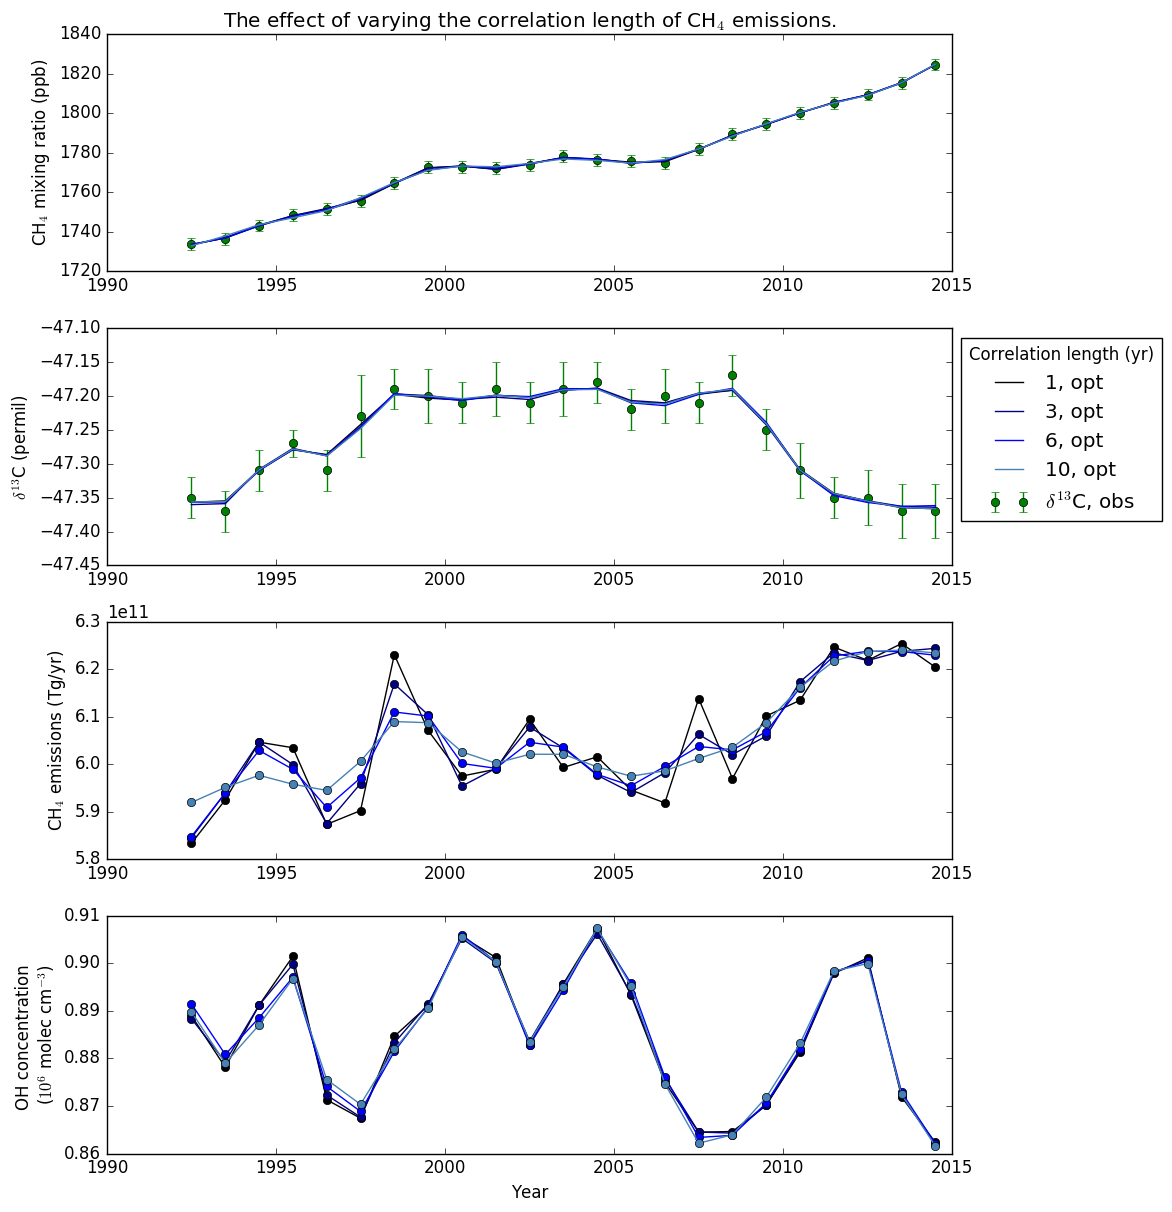 The effect of varying the correlation length of CH₄ emissions.
CH₄ mixing ratio (ppb)
1840
1820
1800
1780
1760
1740
1720
1990 1995 2000 2005 2010 2015
δ¹³C (permil)
−47.10
−47.15
−47.20
−47.25
−47.30
−47.35
−47.40
−47.45
1990 1995 2000 2005 2010 2015
Correlation length (yr)
1, opt
3, opt
6, opt
10, opt
δ¹³C, obs
1e11
CH₄ emissions (Tg/yr)
6.3
6.2
6.1
6.0
5.9
5.8
1990 1995 2000 2005 2010 2015
OH concentration
(10⁶ molec cm⁻³)
0.91
0.90
0.89
0.88
0.87
0.86
1990 1995 2000 2005 2010 2015
Year